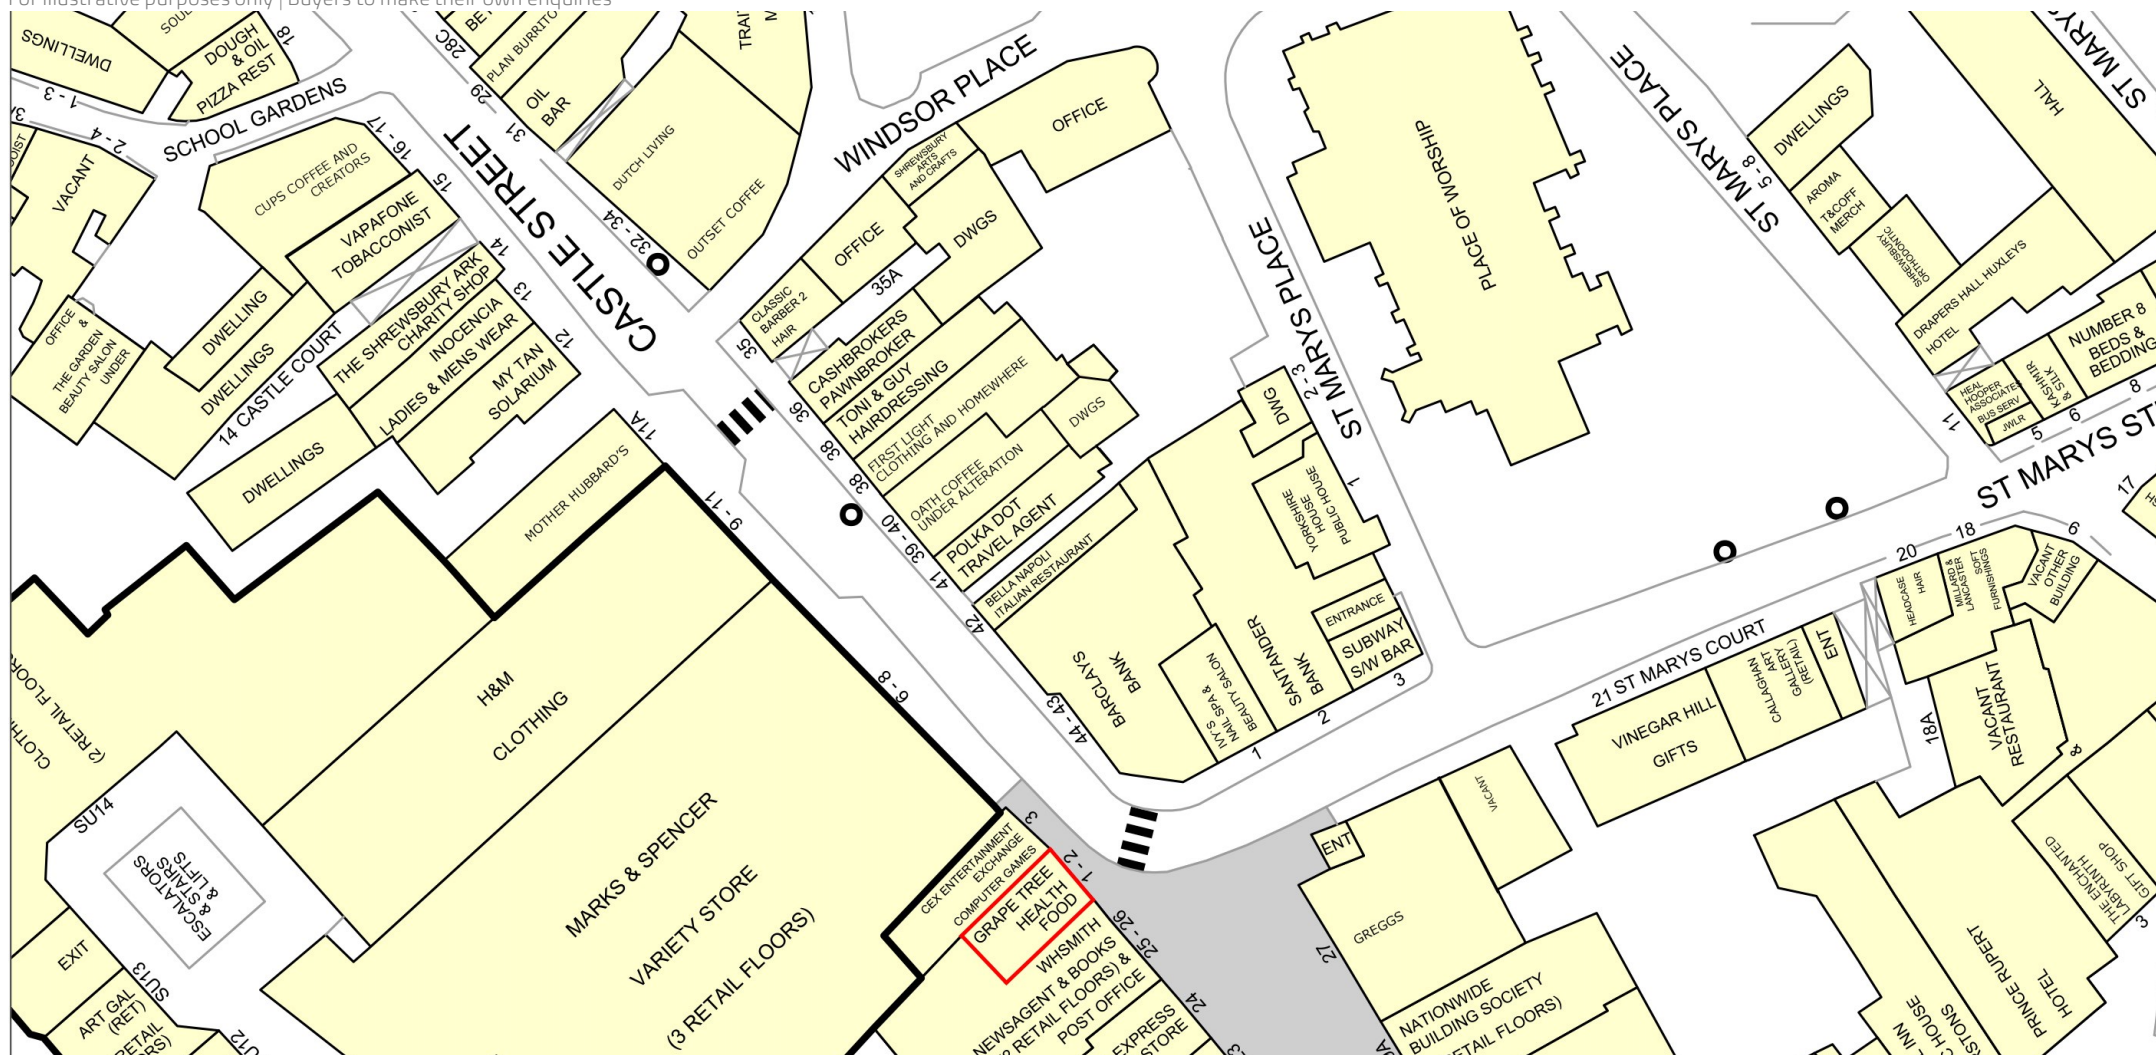 For illustrative purposes only | Buyers to make their own enquiries
DWELLINGS
1 - 3
DOUGH
& OIL
PIZZA REST
18
SCHOOL GARDENS
2 - 4
VACANT
CUPS COFFEE AND
CREATORS
16 - 17
15
VAPAFONE
TOBACCONIST
OFFICE
&
THE GARDEN
BEAUTY SALON
UNDER
DWELLING
DWELLINGS
14 CASTLE COURT
14
THE SHREWSBURY ARK
CHARITY SHOP
13
INOCENCIA
LADIES & MENS WEAR
12
MY TAN
SOLARIUM
DWELLINGS
11A
MOTHER HUBBARD'S
28C
PLAN BURRITO
29
OIL
BAR
31
CASTLE STREET
DUTCH LIVING
32 - 34
OUTSET COFFEE
WINDSOR PLACE
OFFICE
SHREWSBURY
ARTS
AND CRAFTS
OFFICE
DWGS
35A
CLASSIC
BARBER 2
HAIR
35
CASHBROKERS
PAWNBROKER
36
TONI & GUY
HAIRDRESSING
38
FIRST LIGHT
CLOTHING AND HOMEWHERE
38
OATH COFFEE
UNDER ALTERATION
DWGS
39 - 40
POLKA DOT
TRAVEL AGENT
41
BELLA NAPOLI
ITALIAN RESTAURANT
42
BARCLAYS
BANK
44 - 43
IVY'S
NAIL SPA &
BEAUTY SALON
1
SANTANDER
BANK
2
ENTRANCE
SUBWAY
S/W BAR
3
YORKSHIRE
HOUSE
PUBLIC HOUSE
1
DWG
2 - 3
ST MARYS PLACE
PLACE OF WORSHIP
ST MARYS PLACE
ST MARYS PLACE
HALL
ST MARYS
DWELLINGS
5 - 8
AROMA
T&COFF
MERCH
SHREWSBURY
ORTHODONTIC
DRAPERS HALL HUXLEYS
HOTEL
NUMBER 8
BEDS &
BEDDING
8
KASHMIR
& SILK
6
HEAL
HOOPER
ASSOCIATES
BUS SERV
JWLR
5
11
ST MARYS ST
17
6
18
20
HEADCASE
HAIR
MILLARD &
LANCASTER
SOFT
FURNISHINGS
VACANT
OTHER
BUILDING
21 ST MARYS COURT
VINEGAR HILL
GIFTS
CALLAGHAN
ART
GALLERY
(RETAIL)
ENT
18A
VACANT
RESTAURANT
&
THE ENCHANTED
LABYRINTH
GIFT SHOP
3
PRINCE RUPERT
HOTEL
9 - 11
H&M
CLOTHING
6 - 8
MARKS & SPENCER
VARIETY STORE
(3 RETAIL FLOORS)
(2 RETAIL FLOORS
SU14
ESCALATORS
& STAIRS
& LIFTS
EXIT
SU13
ART GAL
(RET)
3
CEX ENTERTAINMENT
EXCHANGE
COMPUTER GAMES
1 - 2
GRAPE TREE
HEALTH
FOOD
25 - 26
WHSMITH
NEWSAGENT & BOOKS
RETAIL FLOORS) &
POST OFFICE
24
EXPRESS
STORE
ENT
VACANT
GREGGS
27
NATIONWIDE
BUILDING SOCIETY